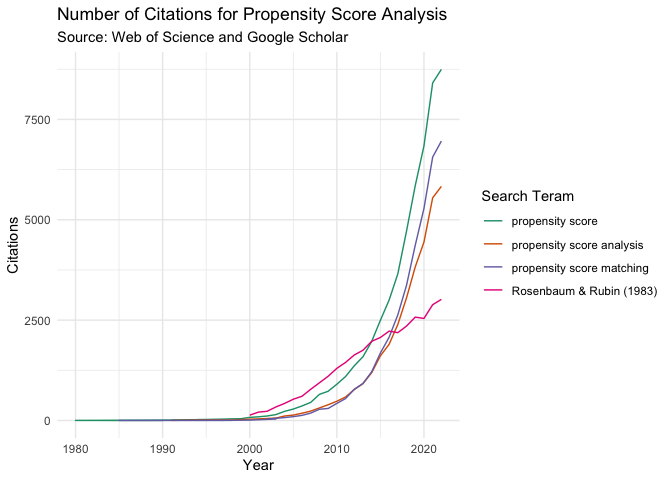 Number of Citations for Propensity Score Analysis
Source: Web of Science and Google Scholar
7500
5000
2500
0
Citations
1980
1990
2000
2010
2020
Year
Search Teram
propensity score
propensity score analysis
propensity score matching
Rosenbaum & Rubin (1983)